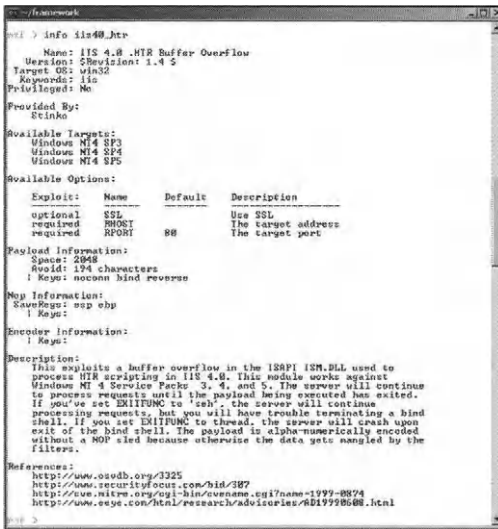 ~/framework
msf > info iis40_htr
Name: IIS 4.0 .HTR Buffer Overflow
Version: $Revision: 1.4 $
Target OS: win32
Keywords: iis
Privileged: No
Provided By:
Stinko
Available Targets:
Windows NT4 SP3
Windows NT4 SP4
Windows NT4 SP5
Available Options:
Exploit: Name Default Description
optional SSL Use SSL
required RHOST The target address
required RPORT 80 The target port
Payload Information:
Space: 2048
Avoid: 194 characters
| Keys: noconn bind reverse
Nop Information:
SaveRegs: esp ebp
| Keys:
Encoder Information:
| Keys:
Description:
This exploits a buffer overflow in the ISAPI ISM.DLL used to
process HTR scripting in IIS 4.0. This module works against
Windows NT 4 Service Packs 3, 4, and 5. The server will continue
to process requests until the payload being executed has exited.
If you've set EXITFUNC to 'seh', the server will continue
processing requests, but you will have trouble terminating a bind
shell. If you set EXITFUNC to thread, the server will crash upon
exit of the bind shell. The payload is alpha-numerically encoded
without a NOP sled because otherwise the data gets mangled by the
filters.
References:
http://www.osvdb.org/3325
http://www.securityfocus.com/bid/307
http://cve.mitre.org/cgi-bin/cvename.cgi?name=1999-0874
http://www.eeye.com/html/research/advisories/AD19990608.html
msf >